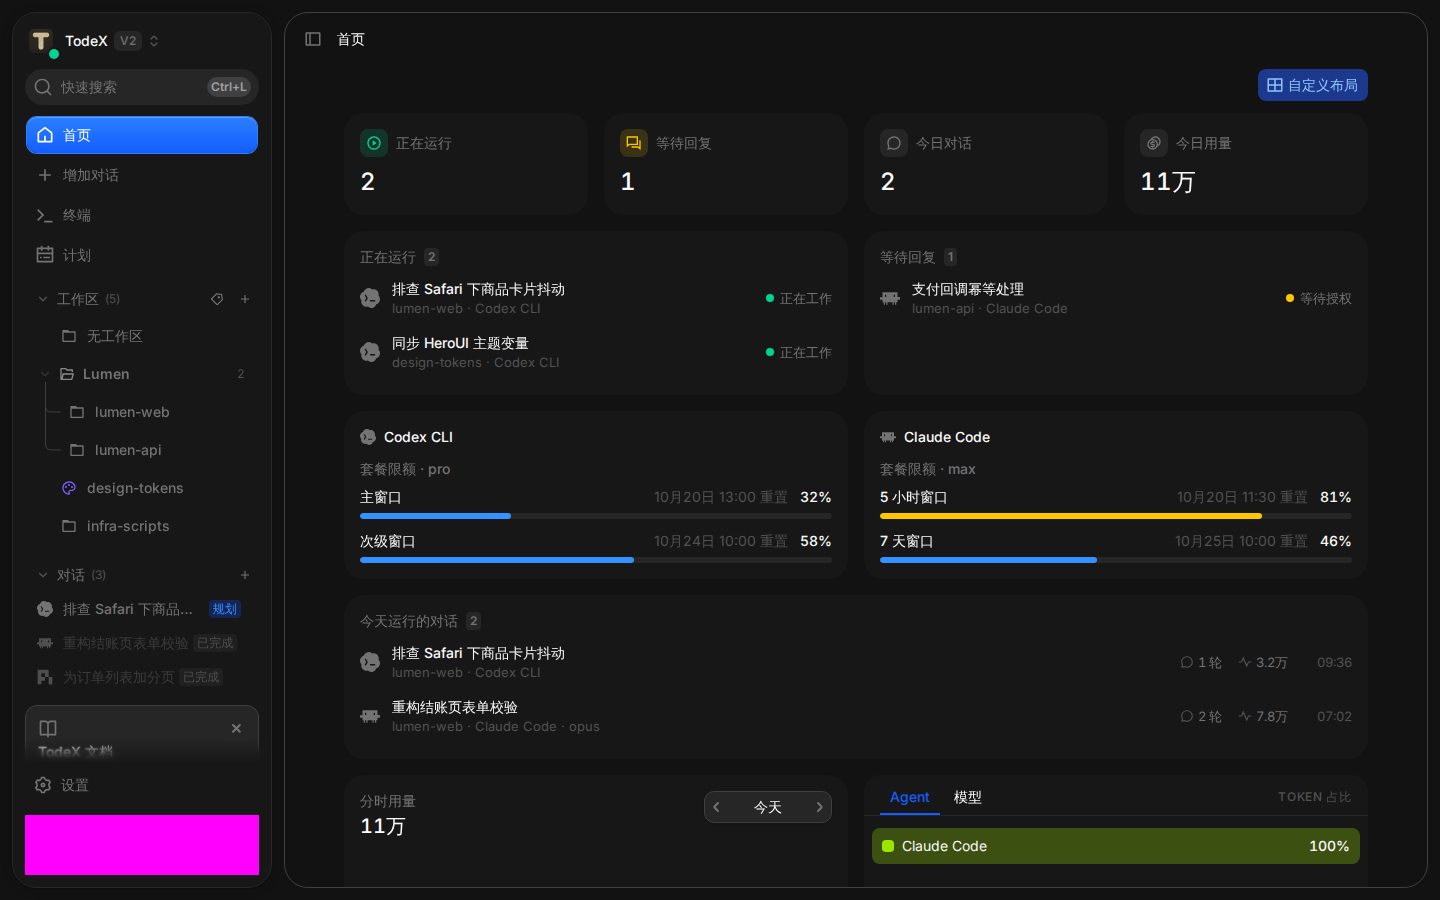 TodeX V2
快速搜索 Ctrl+L
首页
增加对话
终端
计划
工作区 (5)
无工作区
Lumen 2
lumen-web
lumen-api
design-tokens
infra-scripts
对话 (3)
排查 Safari 下商品... 规划
重构结账页表单校验 已完成
为订单列表加分页 已完成
TodeX 文档
设置
首页
自定义布局
正在运行
2
等待回复
1
今日对话
2
今日用量
11万
正在运行 2
排查 Safari 下商品卡片抖动
lumen-web · Codex CLI
正在工作
同步 HeroUI 主题变量
design-tokens · Codex CLI
正在工作
等待回复 1
支付回调幂等处理
lumen-api · Claude Code
等待授权
Codex CLI
套餐限额 · pro
主窗口 10月20日 13:00 重置 32%
次级窗口 10月24日 10:00 重置 58%
Claude Code
套餐限额 · max
5 小时窗口 10月20日 11:30 重置 81%
7 天窗口 10月25日 10:00 重置 46%
今天运行的对话 2
排查 Safari 下商品卡片抖动
lumen-web · Codex CLI
1 轮 3.2万 09:36
重构结账页表单校验
lumen-web · Claude Code · opus
2 轮 7.8万 07:02
分时用量
11万
今天
Agent 模型 TOKEN 占比
Claude Code 100%